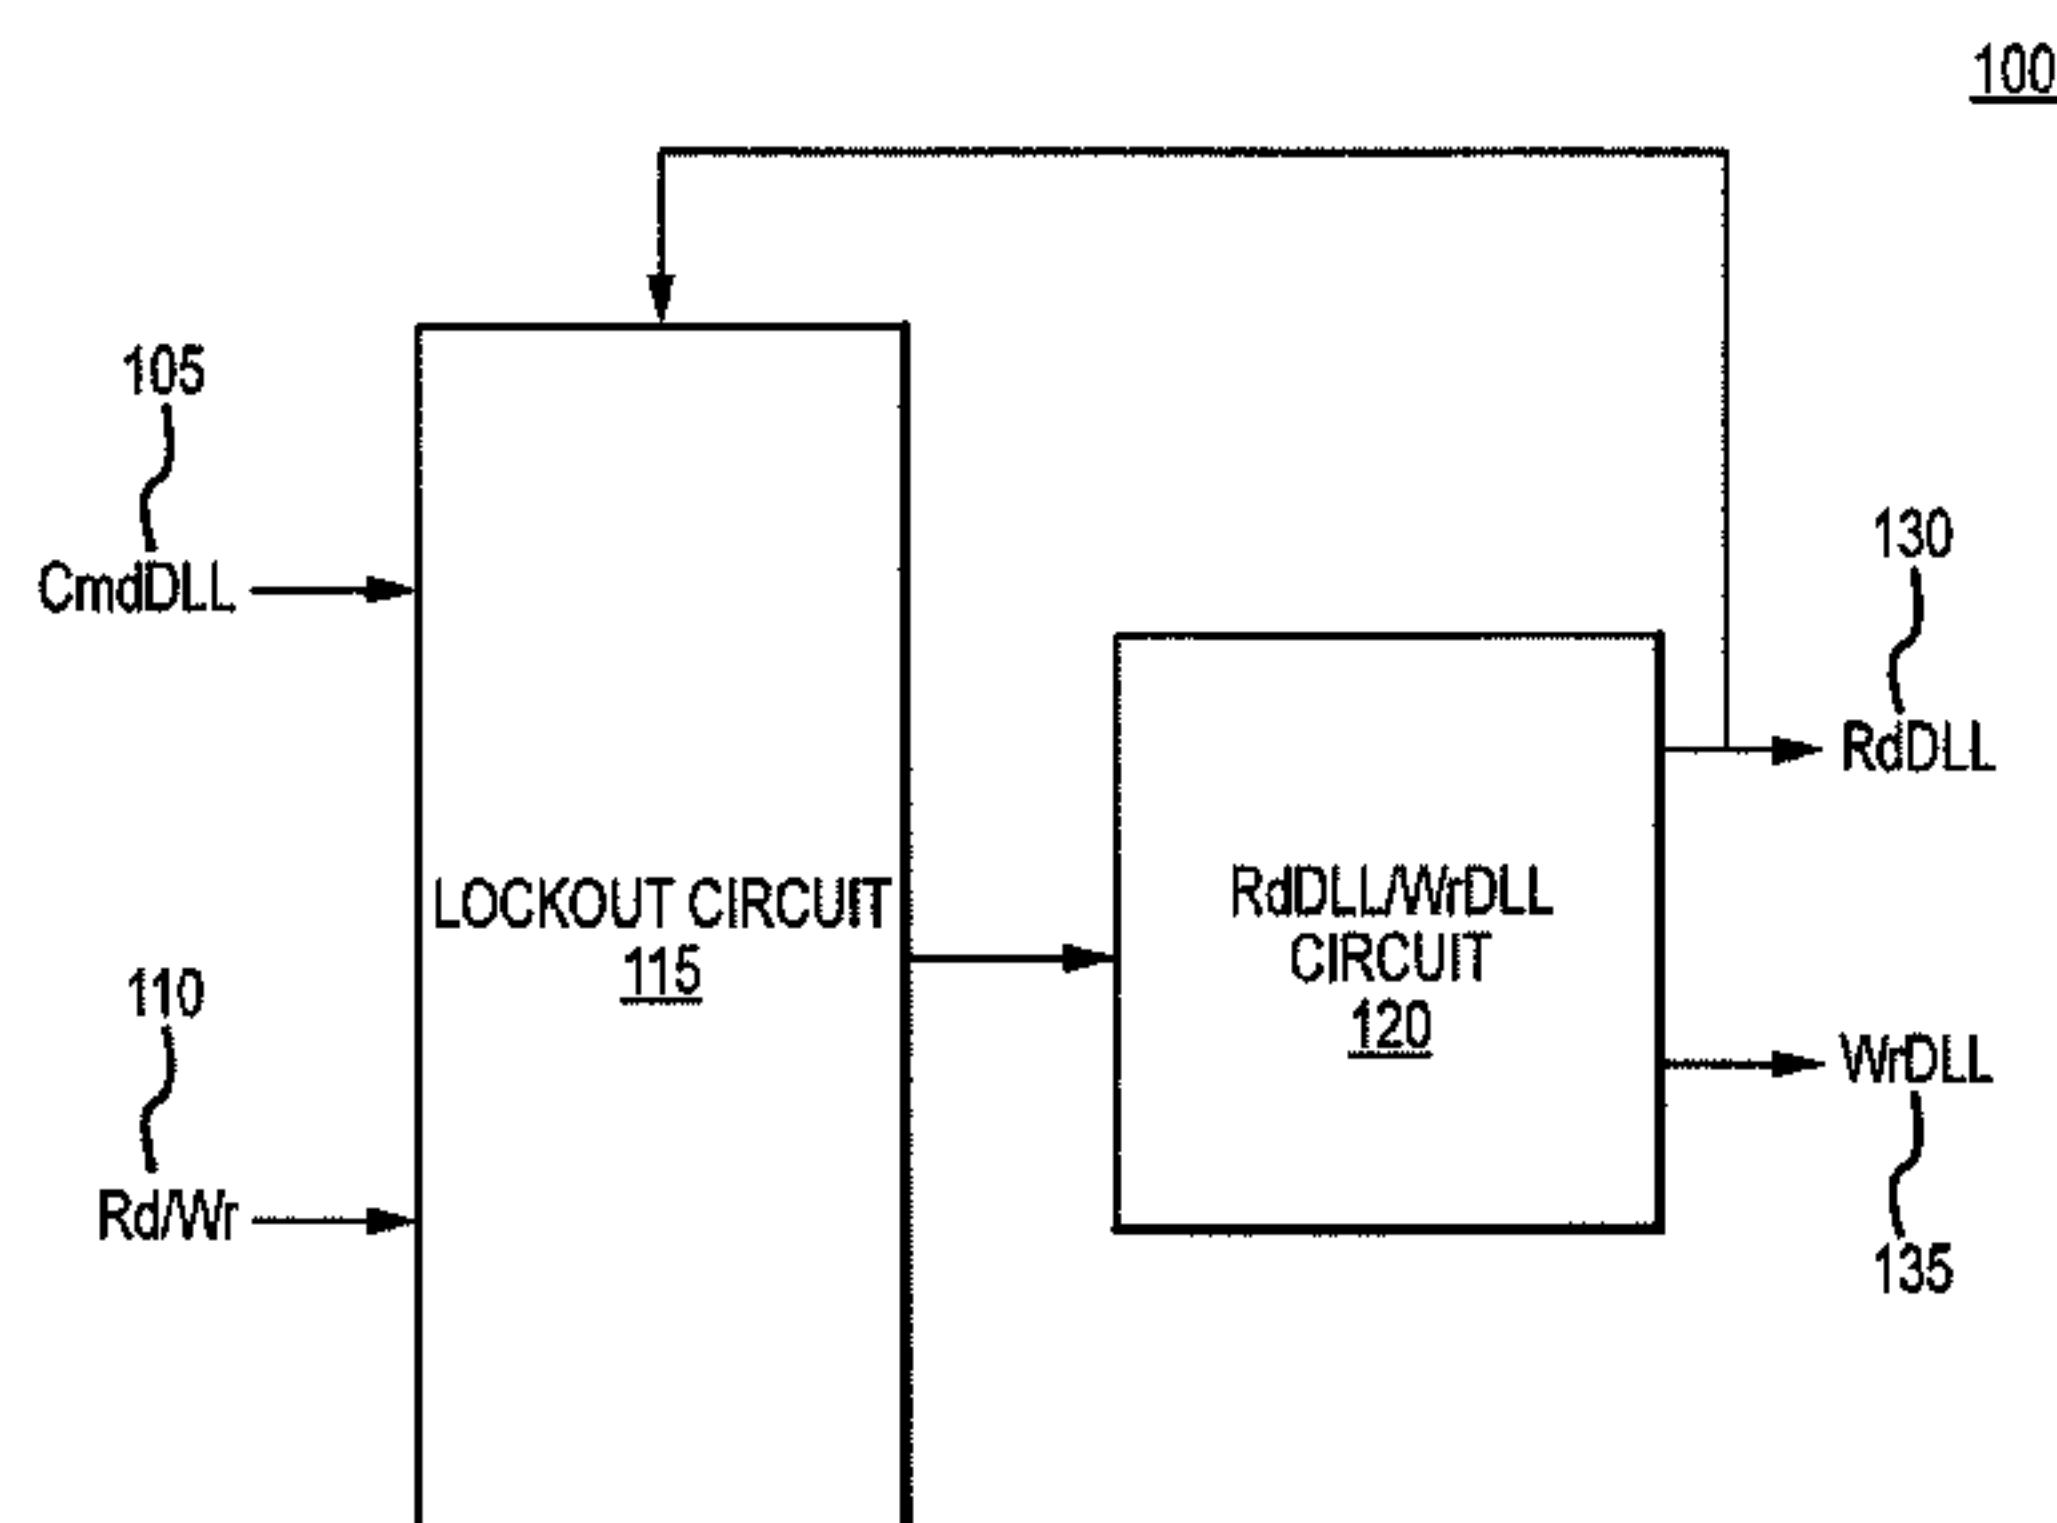 100
105
CmdDLL
130
RdDLL
LOCKOUT CIRCUIT
115
RdDLL/WrDLL
CIRCUIT
120
110
Rd/Wr
WrDLL
135